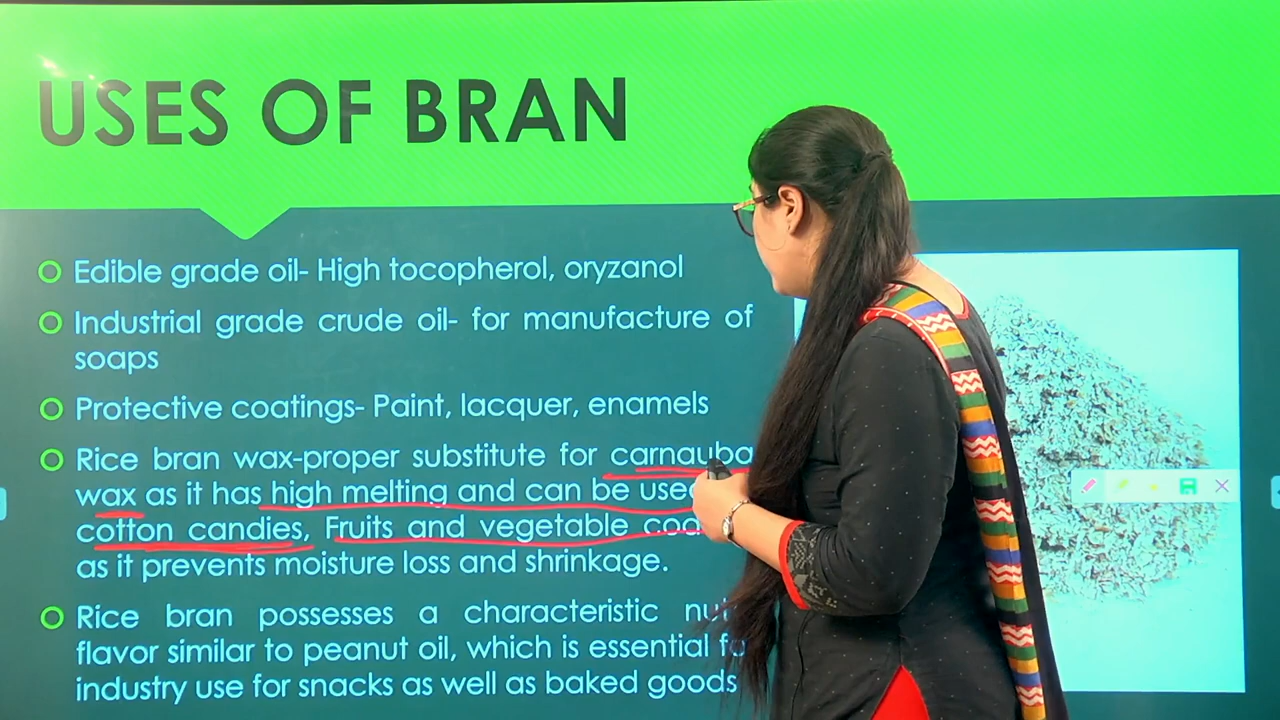 USES OF BRAN
Edible grade oil- High tocopherol, oryzanol
Industrial grade crude oil- for manufacture of
soaps
Protective coatings- Paint, lacquer, enamels
Rice bran wax-proper substitute for carnauba
wax as it has high melting and can be
cotton candies, Fruits and vegetable
as it prevents moisture loss and shrinkage.
Rice bran possesses a characteristic
flavor similar to peanut oil, which is essential
industry use for snacks as well as baked goods